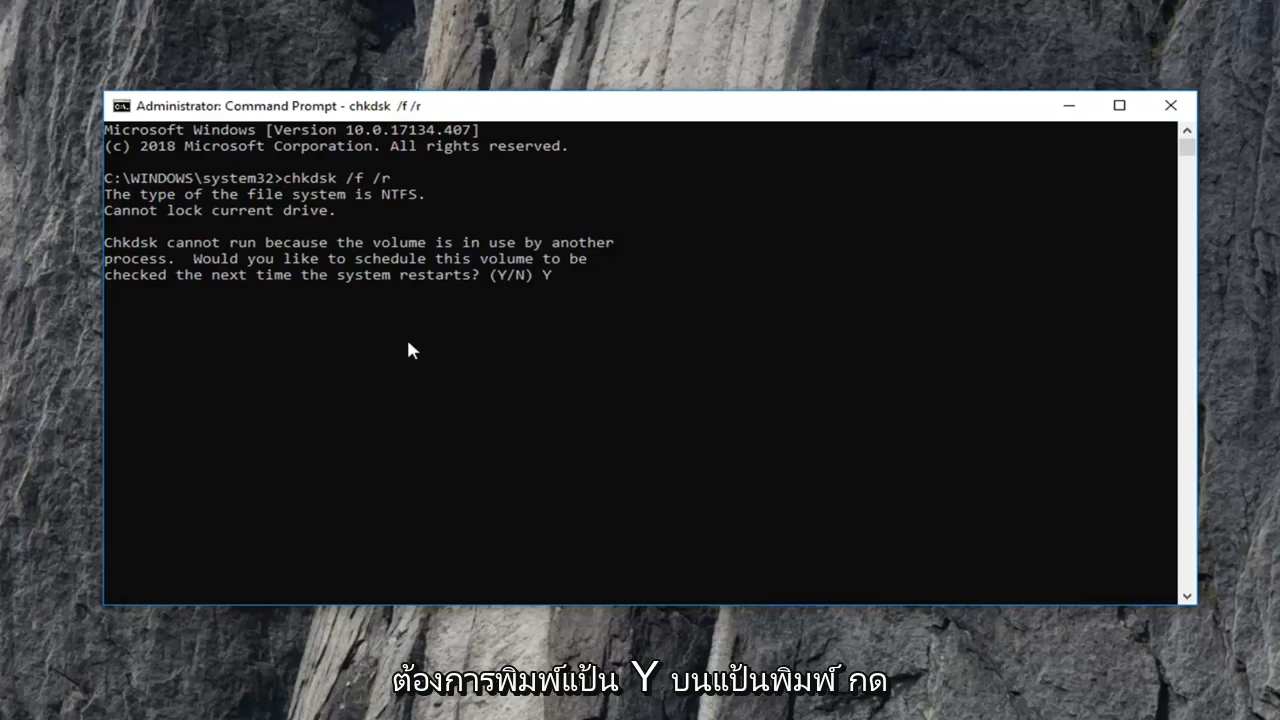 Administrator: Command Prompt - chkdsk /f /r
Microsoft Windows [Version 10.0.17134.407]
(c) 2018 Microsoft Corporation. All rights reserved.
C:\WINDOWS\system32>chkdsk /f /r
The type of the file system is NTFS.
Cannot lock current drive.
Chkdsk cannot run because the volume is in use by another
process.  Would you like to schedule this volume to be
checked the next time the system restarts? (Y/N) Y
ต้องการพิมพ์แป้น Y บนแป้นพิมพ์ กด